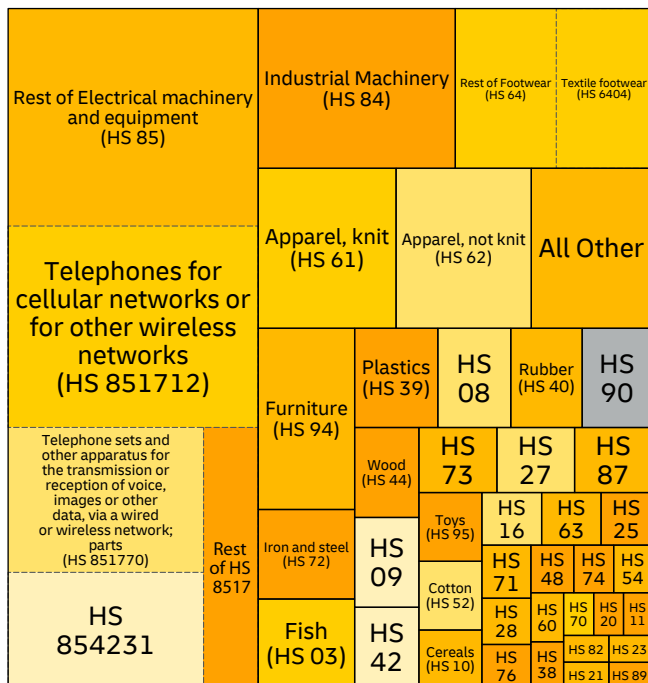 Rest of Electrical machinery
and equipment
(HS 85)
Industrial Machinery
(HS 84)
Rest of Footwear
(HS 64)
Textile footwear
(HS 6404)
Apparel, knit
(HS 61)
Apparel, not knit
(HS 62)
All Other
Telephones for
cellular networks or
for other wireless
networks
(HS 851712)
Furniture
(HS 94)
Plastics
(HS 39)
HS
08
Rubber
(HS 40)
HS
90
Wood
(HS 44)
HS
73
HS
27
HS
87
Telephone sets and
other apparatus for
the transmission or
reception of voice,
images or other
data, via a wired
or wireless network;
parts
(HS 851770)
Rest
of HS
8517
HS
854231
Iron and steel
(HS 72)
Fish
(HS 03)
HS
09
HS
42
Toys
(HS 95)
Cotton
(HS 52)
Cereals
(HS 10)
HS
16
HS
63
HS
25
HS
71
HS
48
HS
74
HS
54
HS
28
HS
60
HS
70
HS
20
HS
11
HS
76
HS
38
HS 82
HS 23
HS 21
HS 89